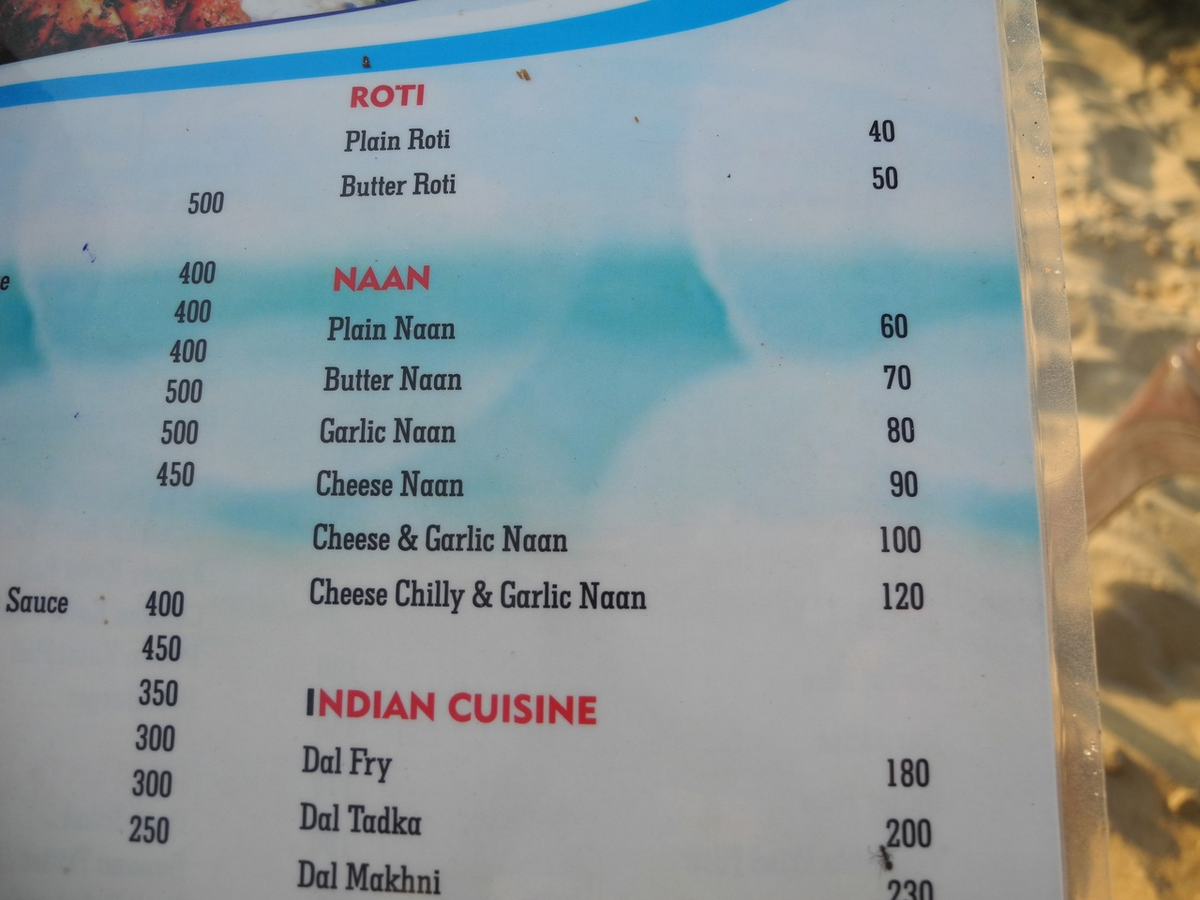 500
e 400
400
400
500
500
450
Sauce 400
450
350
300
300
250
ROTI
Plain Roti 40
Butter Roti 50
NAAN
Plain Naan 60
Butter Naan 70
Garlic Naan 80
Cheese Naan 90
Cheese & Garlic Naan 100
Cheese Chilly & Garlic Naan 120
INDIAN CUISINE
Dal Fry 180
Dal Tadka 200
Dal Makhni 230